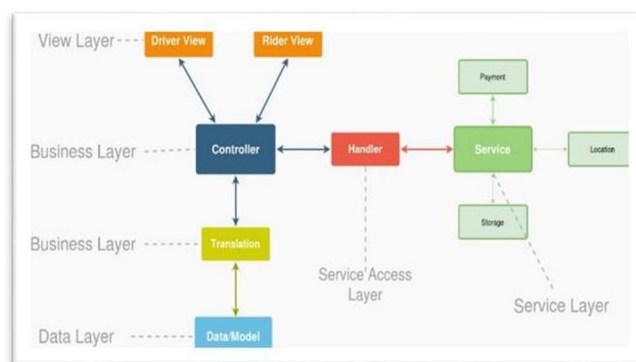 View Layer
Driver View
Rider View
Payment
Business Layer
Controller
Handler
Service
Location
Business Layer
Translation
Storage
Service Access
Layer
Service Layer
Data Layer
Data/Model